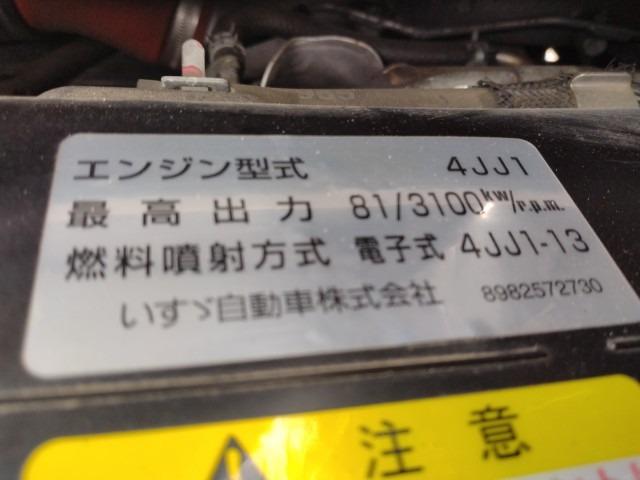 エンジン型式 4JJ1
最高出力 81/3100kw/r.p.m.
燃料噴射方式 電子式 4JJ1-13
いすゞ自動車株式会社 8982572730
注意